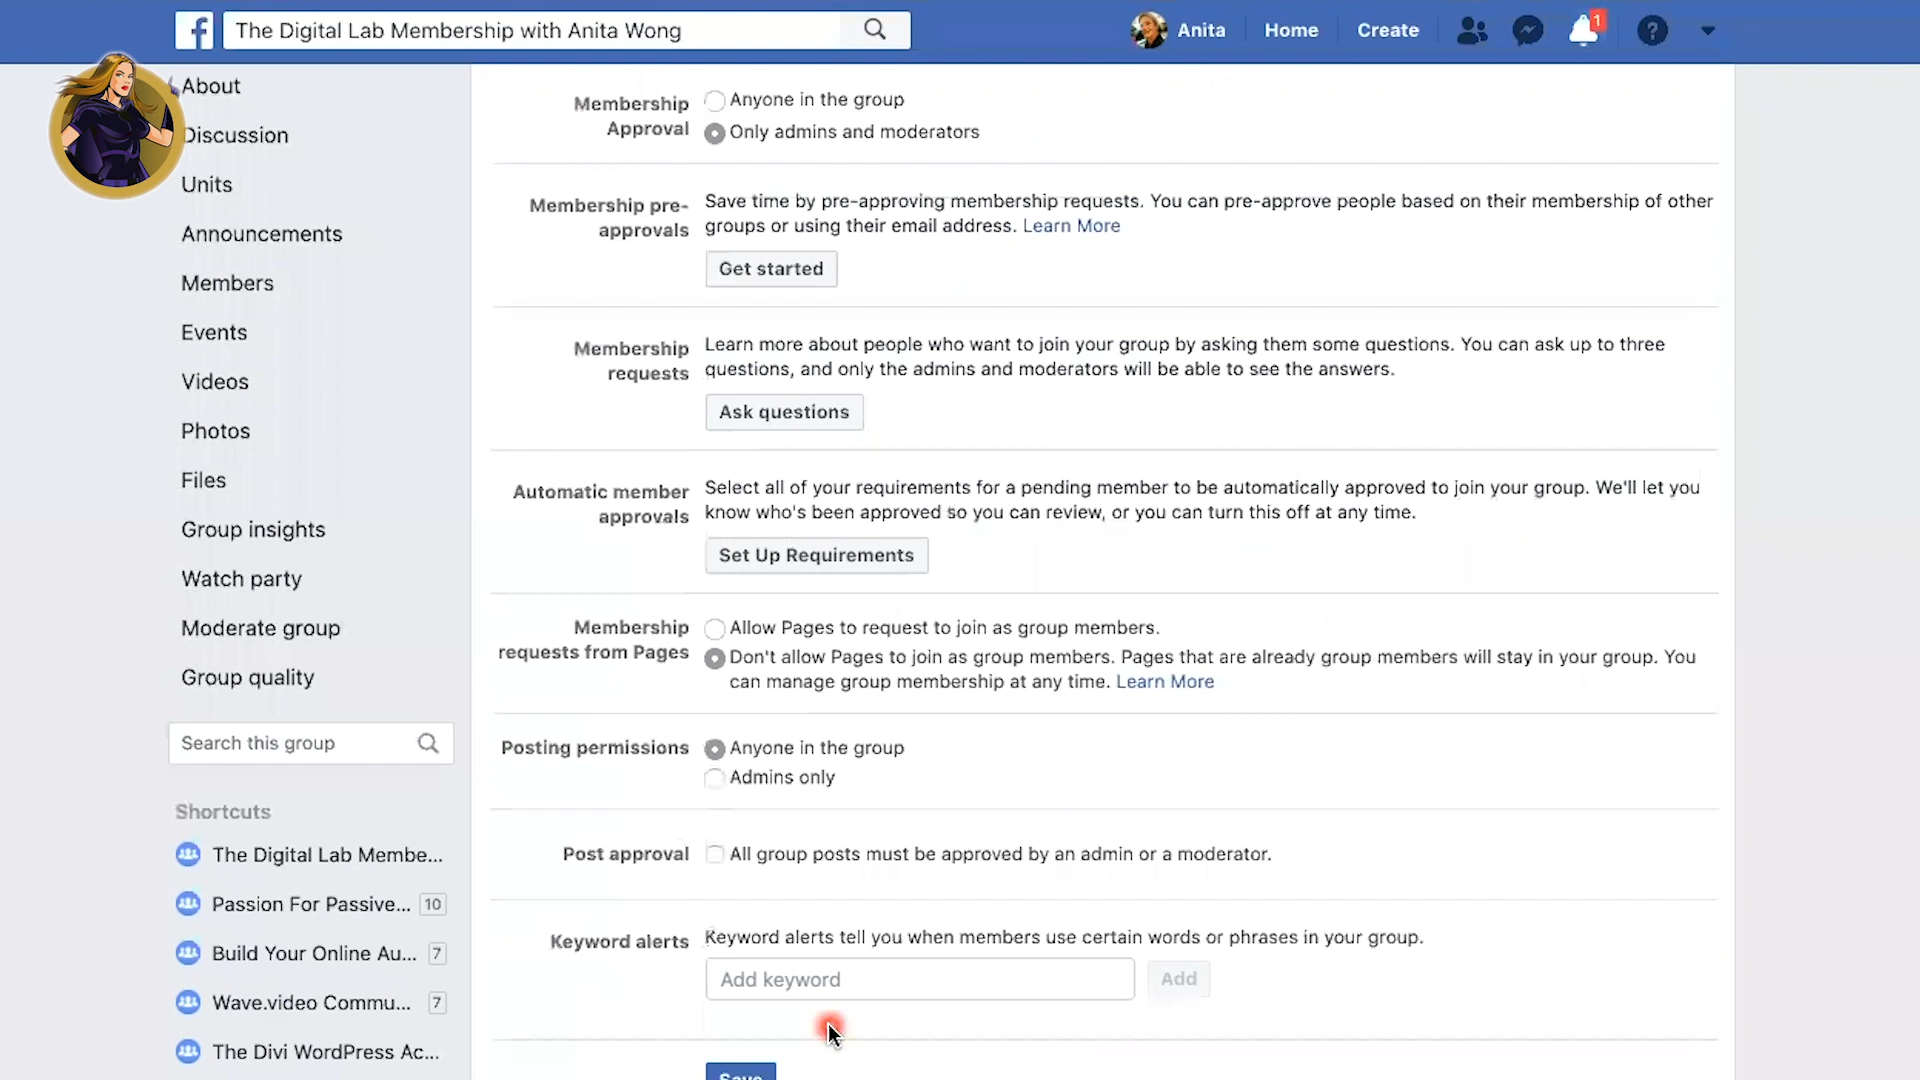 The Digital Lab Membership with Anita Wong
Anita
Home
Create
1
About
Discussion
Units
Announcements
Members
Events
Videos
Photos
Files
Group insights
Watch party
Moderate group
Group quality
Search this group
Shortcuts
The Digital Lab Membe...
Passion For Passive... 10
Build Your Online Au... 7
Wave.video Commu... 7
The Divi WordPress Ac...
Membership
Approval
Anyone in the group
Only admins and moderators
Membership pre-
approvals
Save time by pre-approving membership requests. You can pre-approve people based on their membership of other
groups or using their email address. Learn More
Get started
Membership
requests
Learn more about people who want to join your group by asking them some questions. You can ask up to three
questions, and only the admins and moderators will be able to see the answers.
Ask questions
Automatic member
approvals
Select all of your requirements for a pending member to be automatically approved to join your group. We'll let you
know who's been approved so you can review, or you can turn this off at any time.
Set Up Requirements
Membership
requests from Pages
Allow Pages to request to join as group members.
Don't allow Pages to join as group members. Pages that are already group members will stay in your group. You
can manage group membership at any time. Learn More
Posting permissions
Anyone in the group
Admins only
Post approval
All group posts must be approved by an admin or a moderator.
Keyword alerts
Keyword alerts tell you when members use certain words or phrases in your group.
Add keyword
Add
Save